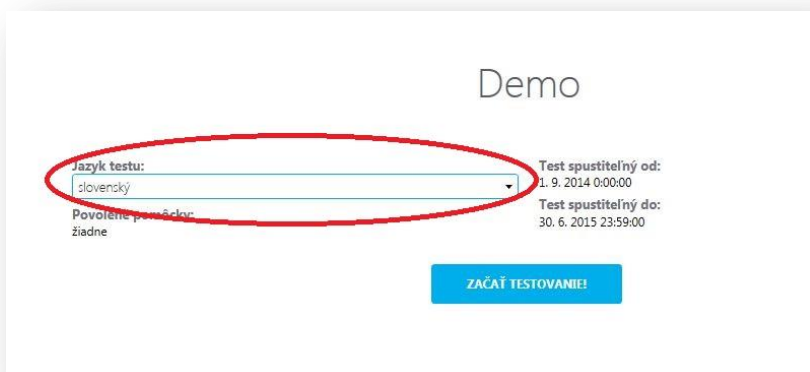 Demo
Jazyk testu:
slovenský
Povolené pomôcky:
žiadne
Test spustiteľný od:
1. 9. 2014 0:00:00
Test spustiteľný do:
30. 6. 2015 23:59:00
ZAČAŤ TESTOVANIE!